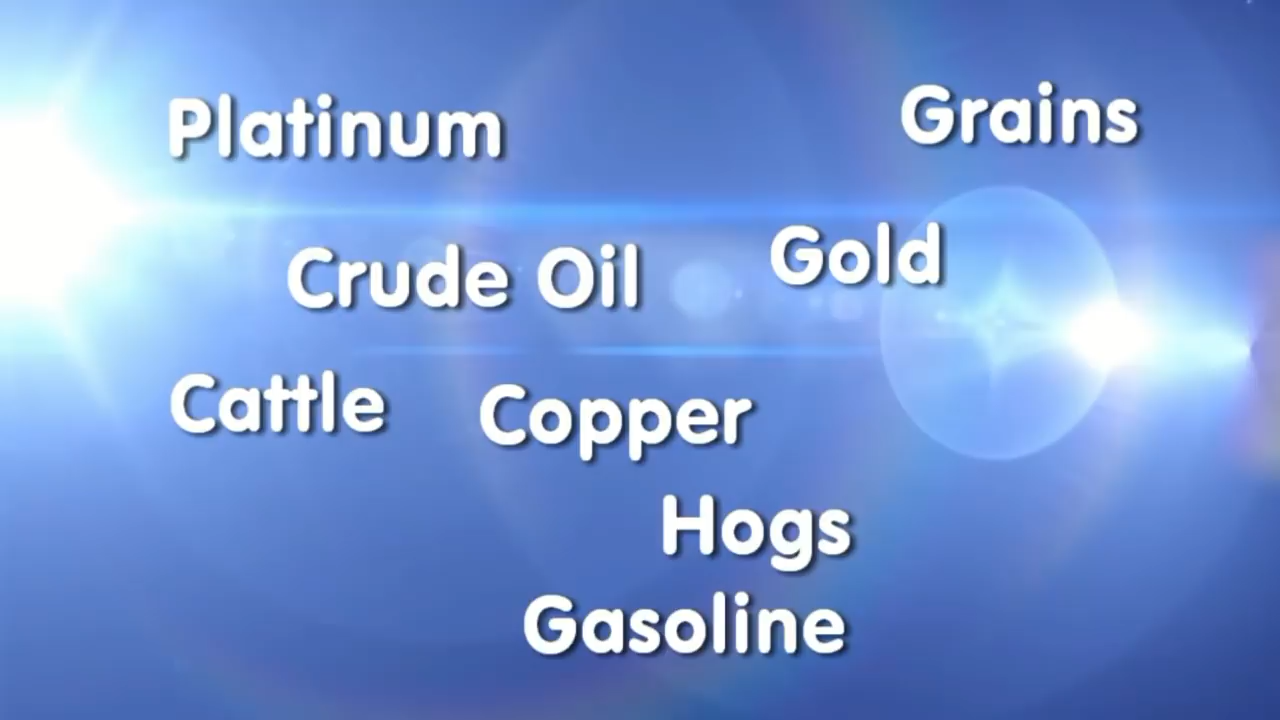 Platinum
Grains
Crude Oil
Gold
Cattle
Copper
Hogs
Gasoline